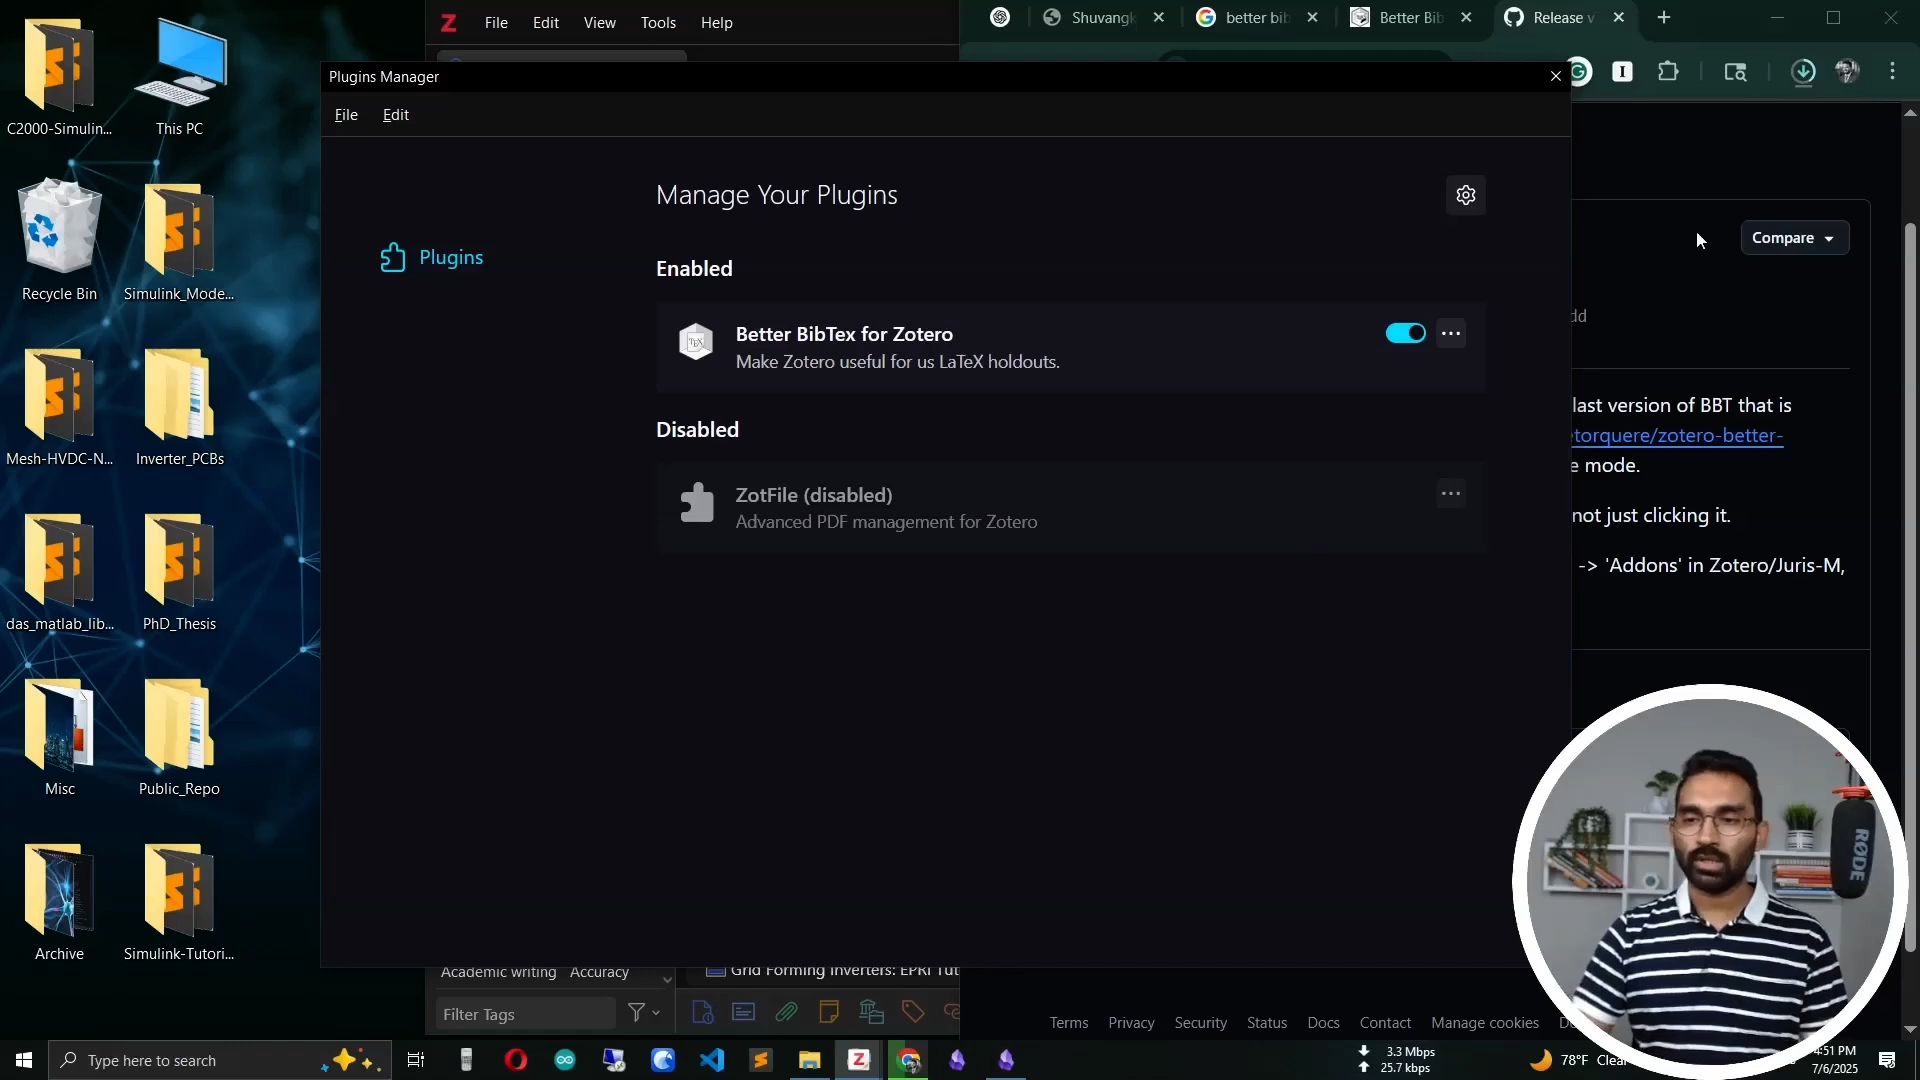 File Edit View Tools Help
Shuvangk
better bib
Better Bib
Release v
Plugins Manager
File Edit
Manage Your Plugins
Plugins
Enabled
Better BibTex for Zotero
Make Zotero useful for us LaTeX holdouts.
Disabled
ZotFile (disabled)
Advanced PDF management for Zotero
Compare
dd
last version of BBT that is
etorquere/zotero-better-
e mode.
not just clicking it.
-> 'Addons' in Zotero/Juris-M,
C2000-Simulin...
This PC
Recycle Bin
Simulink_Mode...
Mesh-HVDC-N...
Inverter_PCBs
das_matlab_lib...
PhD_Thesis
Misc
Public_Repo
Archive
Simulink-Tutori...
Academic writing Accuracy
Grid Forming Inverters: EPRI Tut
Filter Tags
Terms Privacy Security Status Docs Contact Manage cookies
RØDE
Type here to search
3.3 Mbps
25.7 kbps
78°F Clea
4:51 PM
7/6/2025